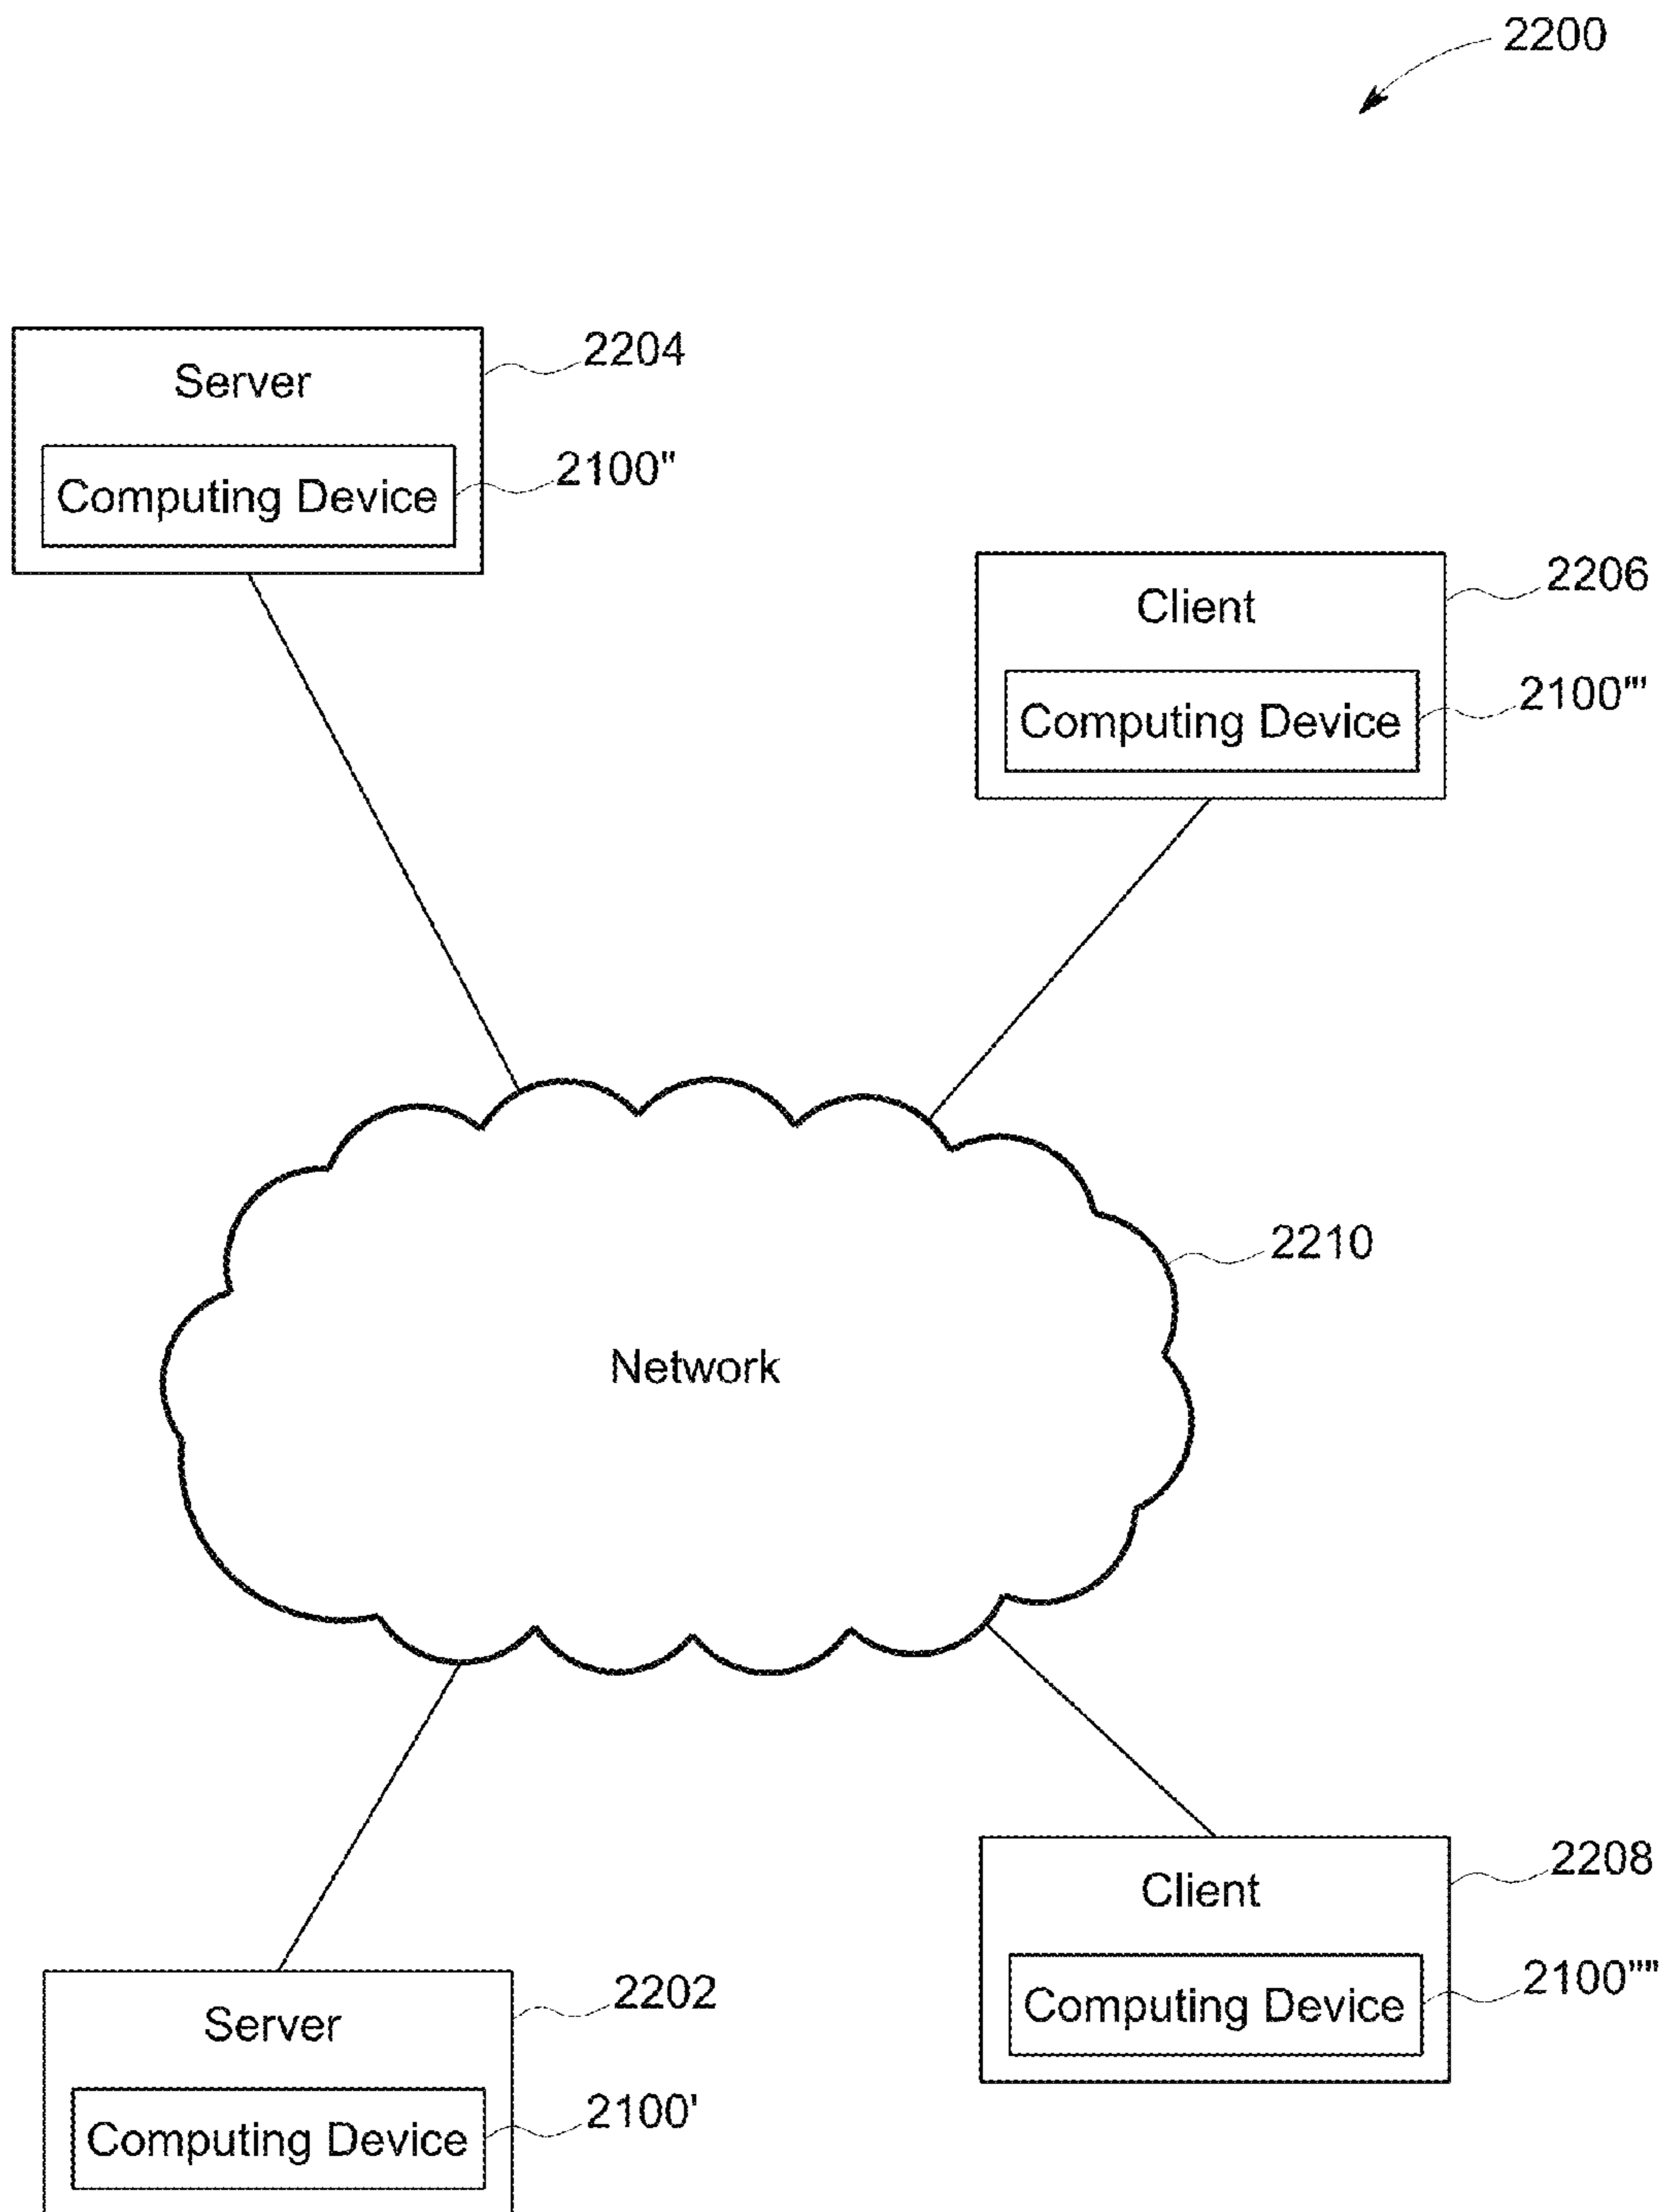 2200
Server
2204
Computing Device
2100"
Client
2206
Computing Device
2100'''
2210
Network
Client
2208
Computing Device
2100""
Server
2202
Computing Device
2100'